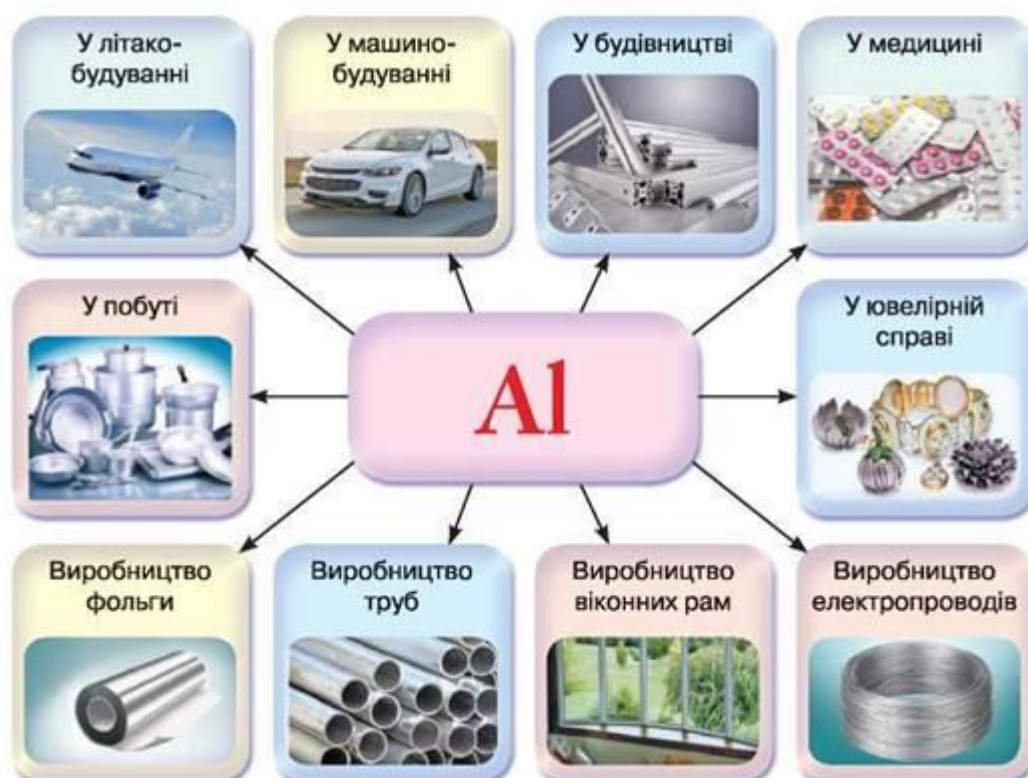 У літако-
будуванні
У машино-
будуванні
У будівництві
У медицині
У побуті
Al
У ювелірній
справі
Виробництво
фольги
Виробництво
труб
Виробництво
віконних рам
Виробництво
електропроводів